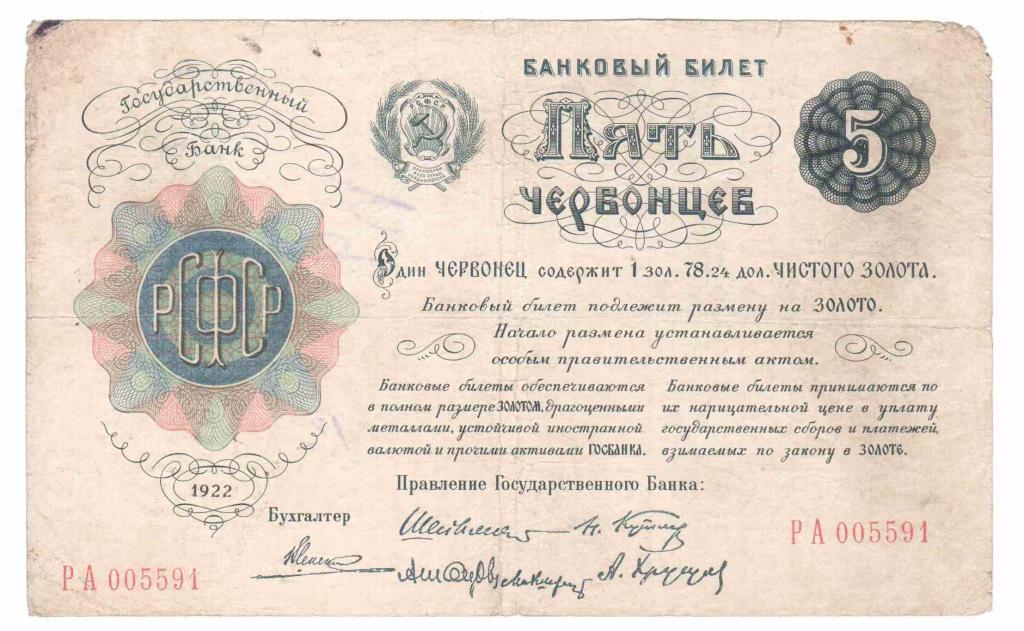 Государственный
Банк
РСФСР
1922
Р.С.Ф.С.Р.
БАНКОВЫЙ БИЛЕТ
ПЯТЬ
ЧЕРВОНЦЕВ
5
Один ЧЕРВОНЕЦ содержит 1 зол. 78.24 дол. ЧИСТОГО ЗОЛОТА.
Банковый билет подлежит размену на ЗОЛОТО.
Начало размена устанавливается
особым правительственным актом.
Банковые билеты обеспечиваются
в полном размере ЗОЛОТОМ, драгоценными
металлами, устойчивой иностранной
валютой и прочими активами ГОСБАНКА.
Банковые билеты принимаются по
их нарицательной цене в уплату
государственных сборов и платежей,
взимаемых по закону в ЗОЛОТЕ.
Правление Государственного Банка:
Бухгалтер
РА 005591
РА 005591